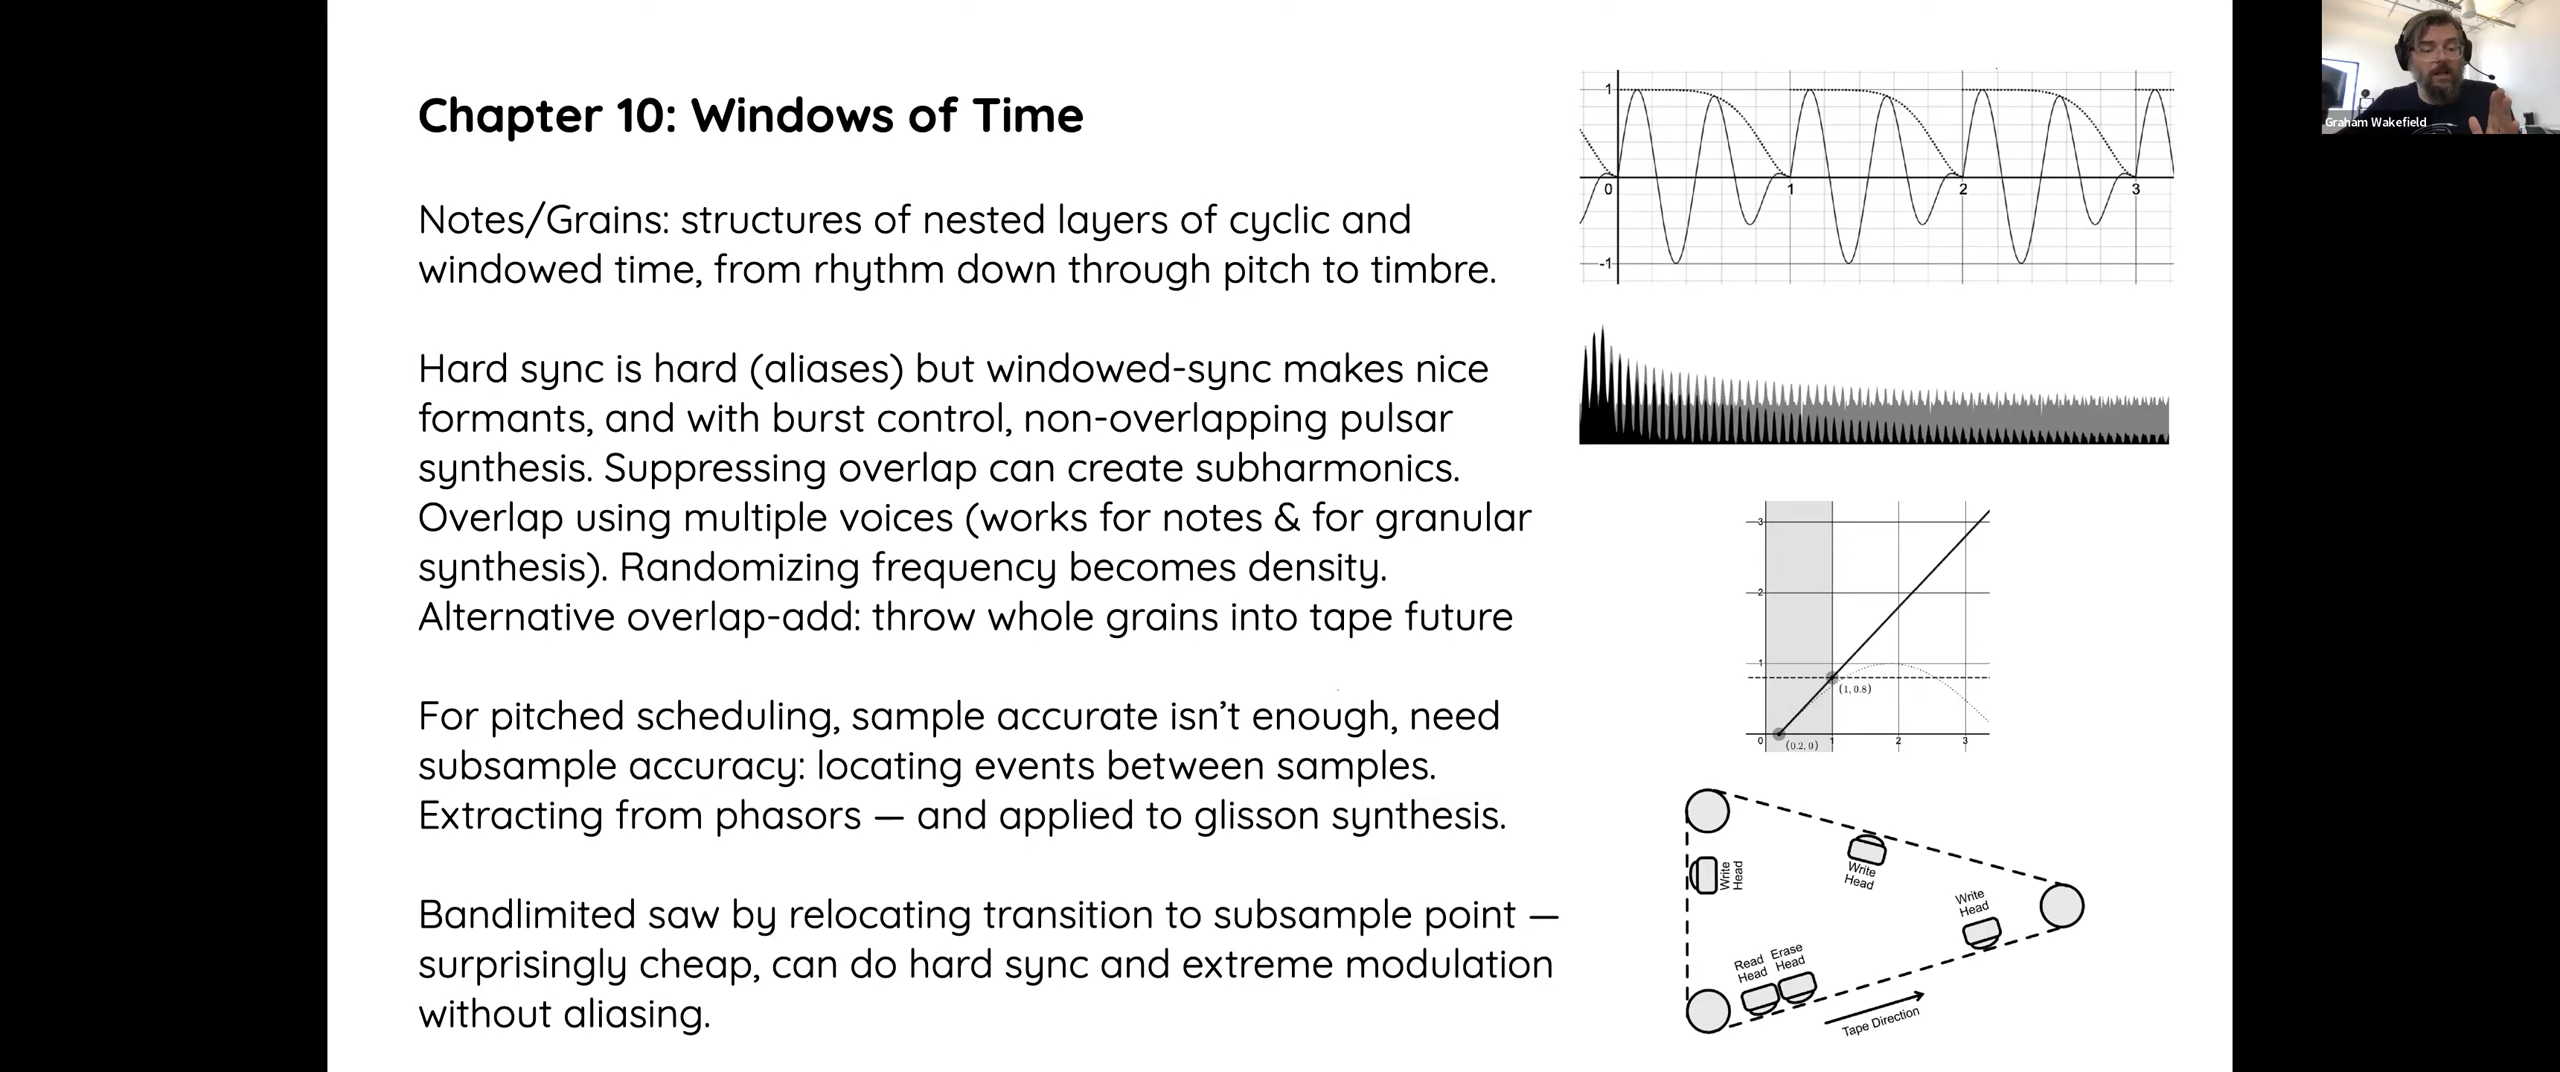 Chapter 10: Windows of Time
Notes/Grains: structures of nested layers of cyclic and
windowed time, from rhythm down through pitch to timbre.
Hard sync is hard (aliases) but windowed-sync makes nice
formants, and with burst control, non-overlapping pulsar
synthesis. Suppressing overlap can create subharmonics.
Overlap using multiple voices (works for notes & for granular
synthesis). Randomizing frequency becomes density.
Alternative overlap-add: throw whole grains into tape future
For pitched scheduling, sample accurate isn’t enough, need
subsample accuracy: locating events between samples.
Extracting from phasors — and applied to glisson synthesis.
Bandlimited saw by relocating transition to subsample point —
surprisingly cheap, can do hard sync and extreme modulation
without aliasing.
1
0 1 2 3
-1
3
2
1
(1, 0.8)
0 1 2 3
(0.2, 0)
Write
Head
Write
Head
Write
Head
Read
Head
Erase
Head
Tape Direction
Graham Wakefield